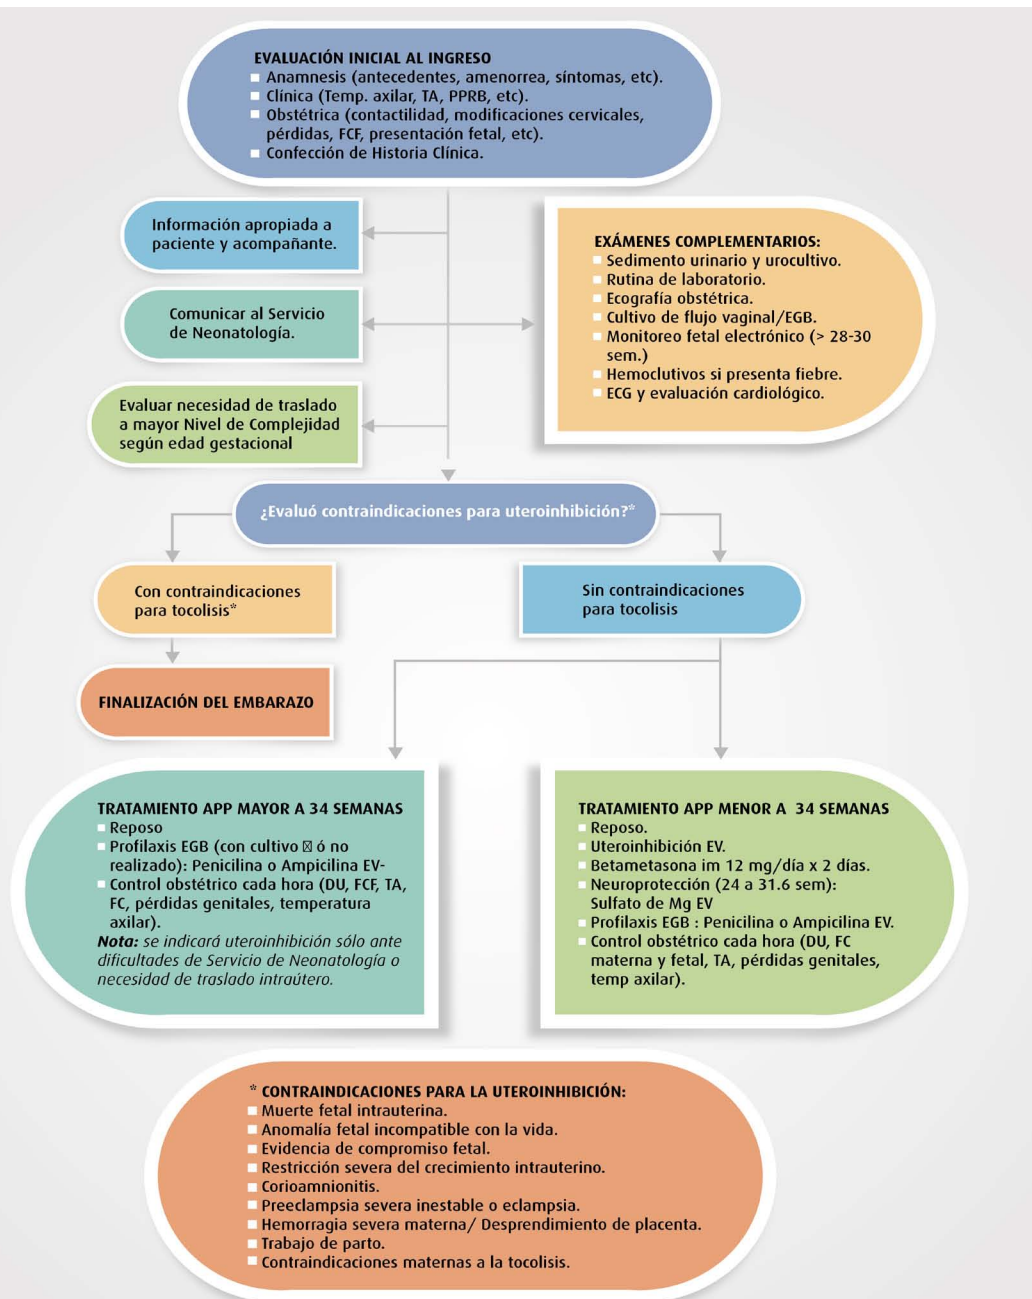 EVALUACIÓN INICIAL AL INGRESO
Anamnesis (antecedentes, amenorrea, síntomas, etc).
Clínica (Temp. axilar, TA, PPRB, etc).
Obstétrica (contactilidad, modificaciones cervicales,
pérdidas, FCF, presentación fetal, etc).
Confección de Historia Clínica.
Información apropiada a
paciente y acompañante.
Comunicar al Servicio
de Neonatología.
Evaluar necesidad de traslado
a mayor Nivel de Complejidad
según edad gestacional
EXÁMENES COMPLEMENTARIOS:
Sedimento urinario y urocultivo.
Rutina de laboratorio.
Ecografía obstétrica.
Cultivo de flujo vaginal/EGB.
Monitoreo fetal electrónico (> 28-30
sem.)
Hemoclutivos si presenta fiebre.
ECG y evaluación cardiológico.
¿Evaluó contraindicaciones para uteroinhibición?*
Con contraindicaciones
para tocolisis*
Sin contraindicaciones
para tocolisis
FINALIZACIÓN DEL EMBARAZO
TRATAMIENTO APP MAYOR A 34 SEMANAS
Reposo
Profilaxis EGB (con cultivo ☒ ó no
realizado): Penicilina o Ampicilina EV-
Control obstétrico cada hora (DU, FCF, TA,
FC, pérdidas genitales, temperatura
axilar).
Nota: se indicará uteroinhibición sólo ante
dificultades de Servicio de Neonatología o
necesidad de traslado intraútero.
TRATAMIENTO APP MENOR A 34 SEMANAS
Reposo.
Uteroinhibición EV.
Betametasona im 12 mg/día x 2 días.
Neuroprotección (24 a 31.6 sem):
Sulfato de Mg EV
Profilaxis EGB : Penicilina o Ampicilina EV.
Control obstétrico cada hora (DU, FC
materna y fetal, TA, pérdidas genitales,
temp axilar).
* CONTRAINDICACIONES PARA LA UTEROINHIBICIÓN:
Muerte fetal intrauterina.
Anomalía fetal incompatible con la vida.
Evidencia de compromiso fetal.
Restricción severa del crecimiento intrauterino.
Corioamnionitis.
Preeclampsia severa inestable o eclampsia.
Hemorragia severa materna/ Desprendimiento de placenta.
Trabajo de parto.
Contraindicaciones maternas a la tocolisis.